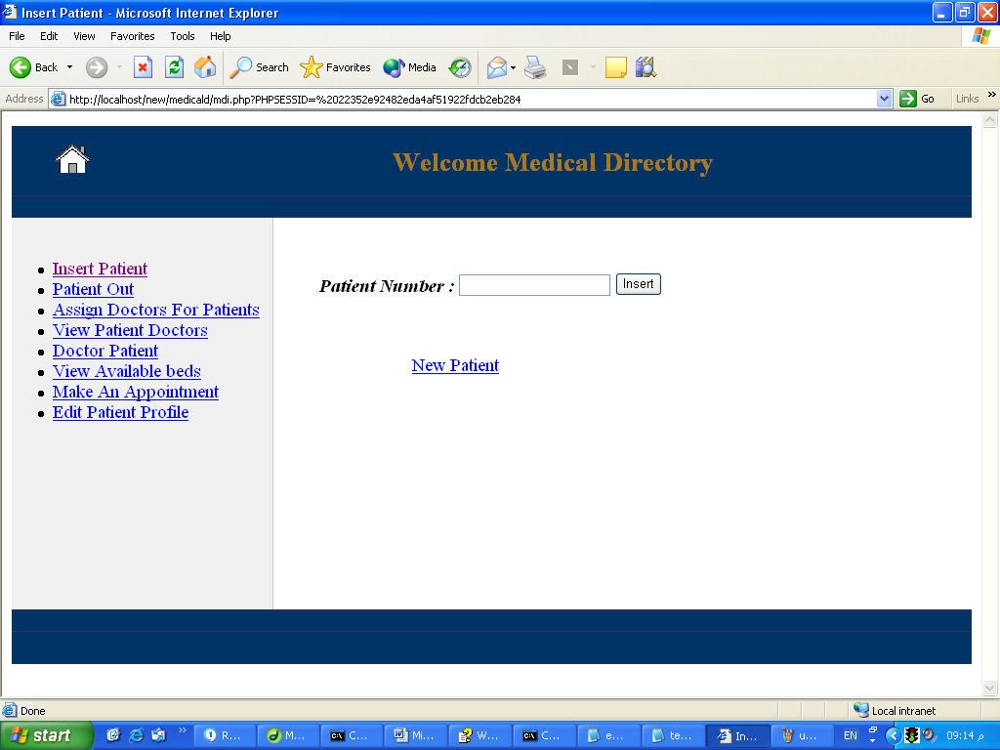 Insert Patient - Microsoft Internet Explorer
File Edit View Favorites Tools Help
Back Search Favorites Media
Address http://localhost/new/medicald/mdi.php?PHPSESSID=%2022352e92482eda4af51922fdcb2eb284 Go Links »
Welcome Medical Directory
Insert Patient
Patient Out
Assign Doctors For Patients
View Patient Doctors
Doctor Patient
View Available beds
Make An Appointment
Edit Patient Profile
Patient Number : Insert
New Patient
Done Local intranet
start » R... M... C... Mi... W... C... e... te... In... u... EN 09:14 م